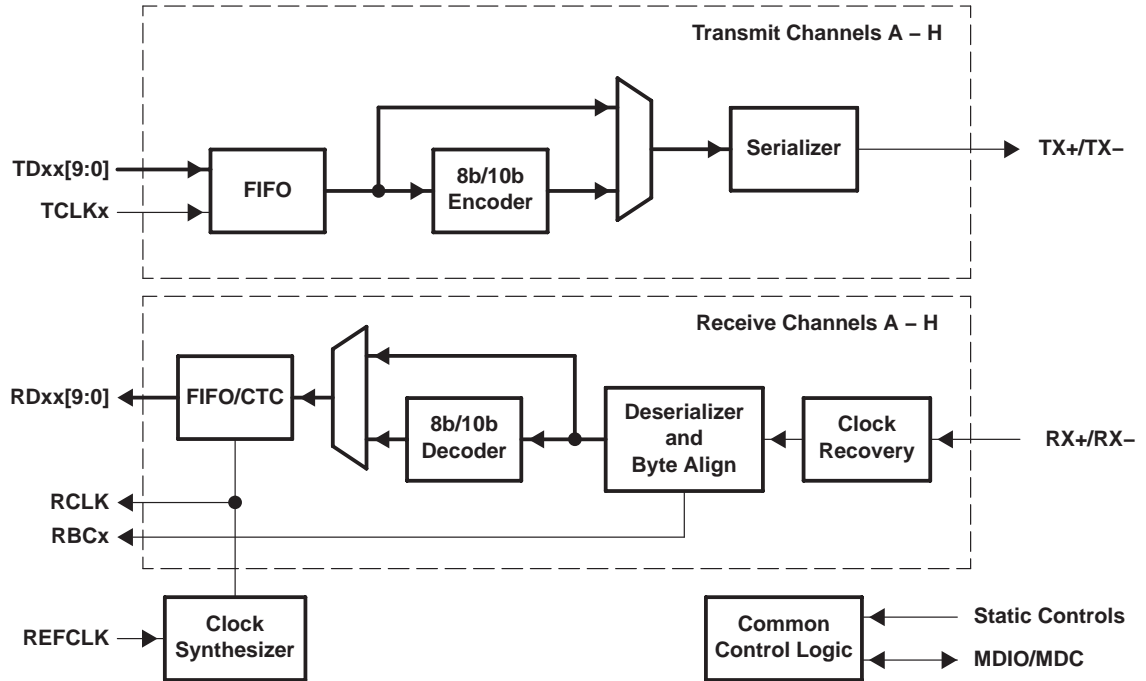 Transmit Channels A – H
TDxx[9:0]
TCLKx
FIFO
8b/10b
Encoder
Serializer
TX+/TX–
Receive Channels A – H
RDxx[9:0]
FIFO/CTC
8b/10b
Decoder
Deserializer
and
Byte Align
Clock
Recovery
RX+/RX–
RCLK
RBCx
REFCLK
Clock
Synthesizer
Common
Control Logic
Static Controls
MDIO/MDC